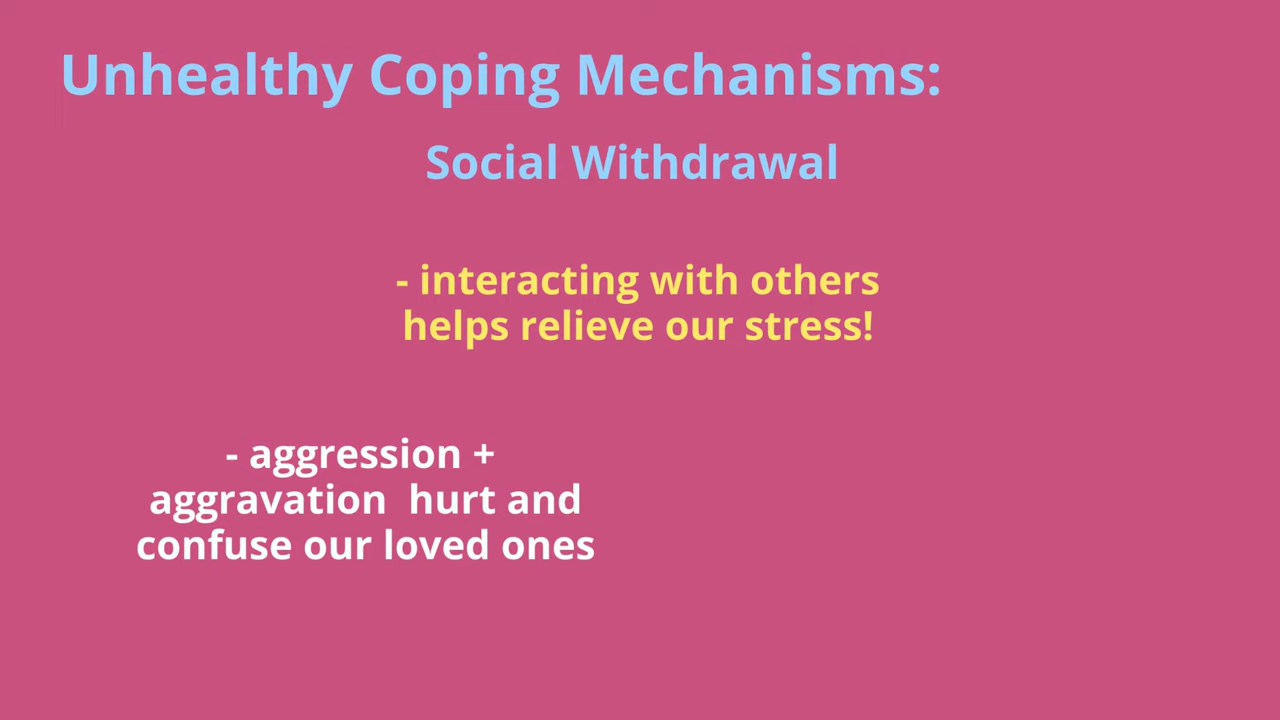 Unhealthy Coping Mechanisms:
Social Withdrawal
- interacting with others
helps relieve our stress!
- aggression +
aggravation  hurt and
confuse our loved ones